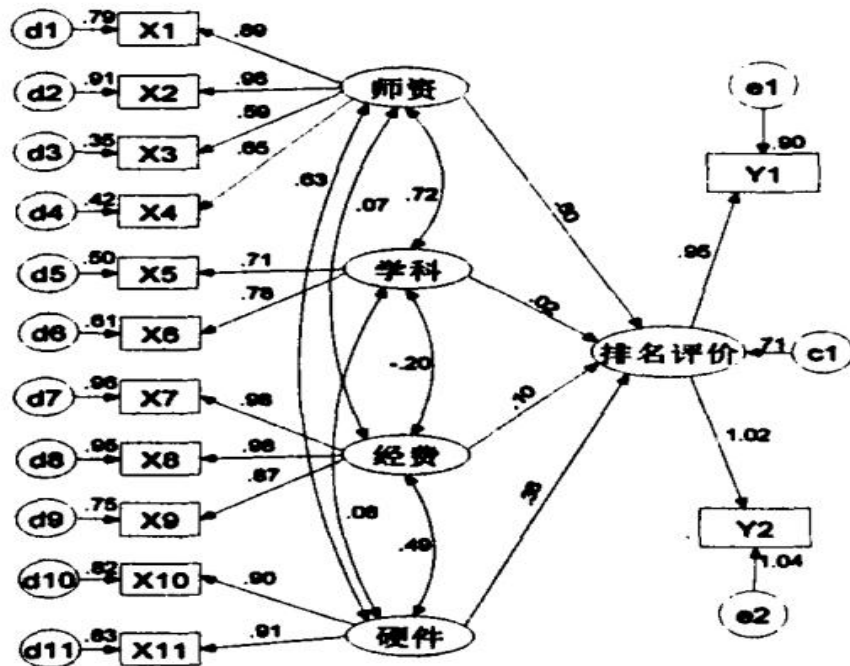 d1 .79 X1 .89
d2 .91 X2 .96
d3 .35 X3 .59
d4 .42 X4 .65
师资
e1
.90
Y1
.63 .07 .72
.95
d5 .50 X5 .71
学科
d6 .61 X6 .78
.02
排名评价 .71 c1
-.20
.10
d7 .96 X7 .98
d8 .95 X8 .98
经费
d9 .75 X9 .87
1.02
.08 .49
Y2
1.04
e2
d10 .82 X10 .90
d11 .83 X11 .91
硬件